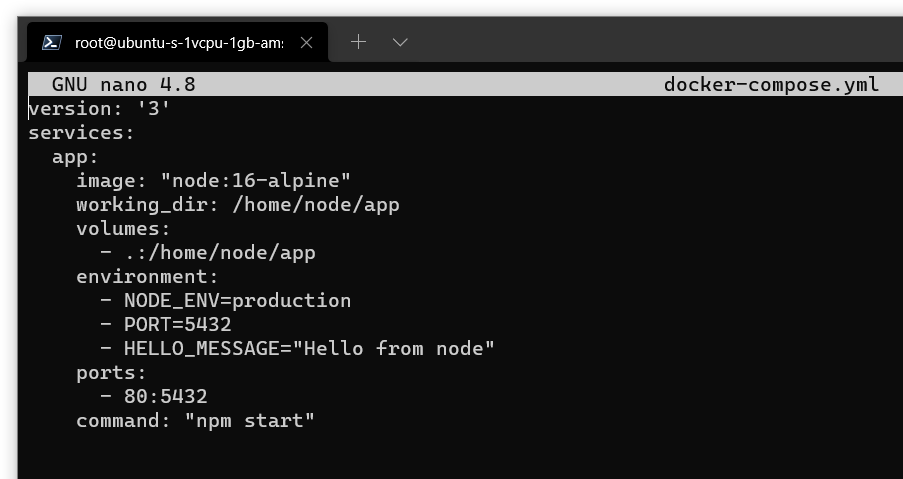 root@ubuntu-s-1vcpu-1gb-ams
GNU nano 4.8 docker-compose.yml
version: '3'
services:
  app:
    image: "node:16-alpine"
    working_dir: /home/node/app
    volumes:
      - .:/home/node/app
    environment:
      - NODE_ENV=production
      - PORT=5432
      - HELLO_MESSAGE="Hello from node"
    ports:
      - 80:5432
    command: "npm start"